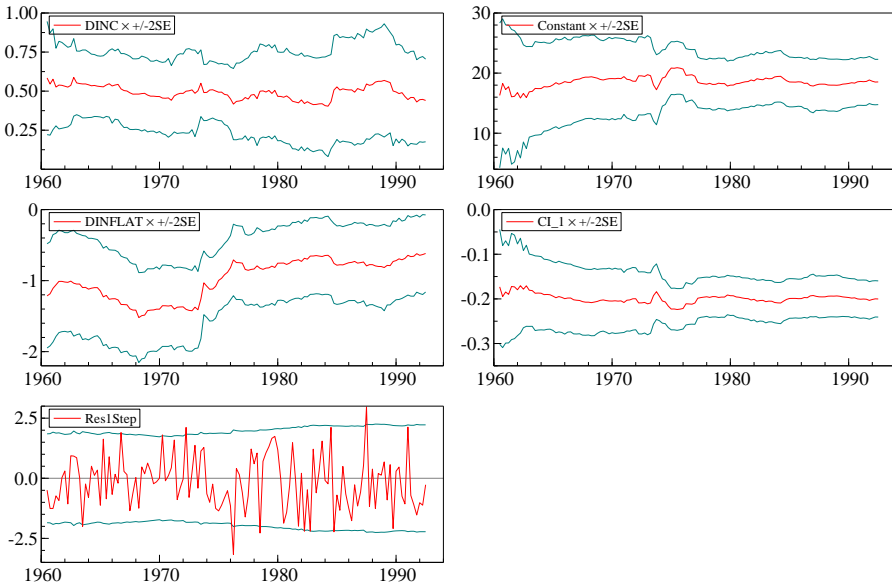 1.00
DINC × +/-2SE
0.75
0.50
0.25
1960 1970 1980 1990
30
Constant × +/-2SE
20
10
1960 1970 1980 1990
0
DINFLAT × +/-2SE
-1
-2
1960 1970 1980 1990
0.0
CI_1 × +/-2SE
-0.1
-0.2
-0.3
1960 1970 1980 1990
Res1Step
2.5
0.0
-2.5
1960 1970 1980 1990